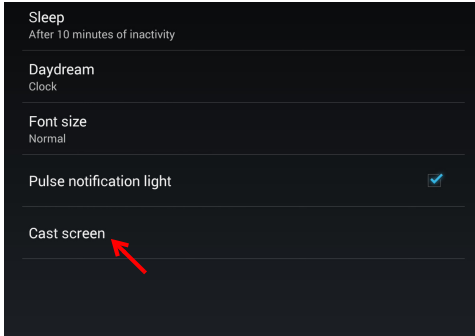 Sleep
After 10 minutes of inactivity
Daydream
Clock
Font size
Normal
Pulse notification light
Cast screen